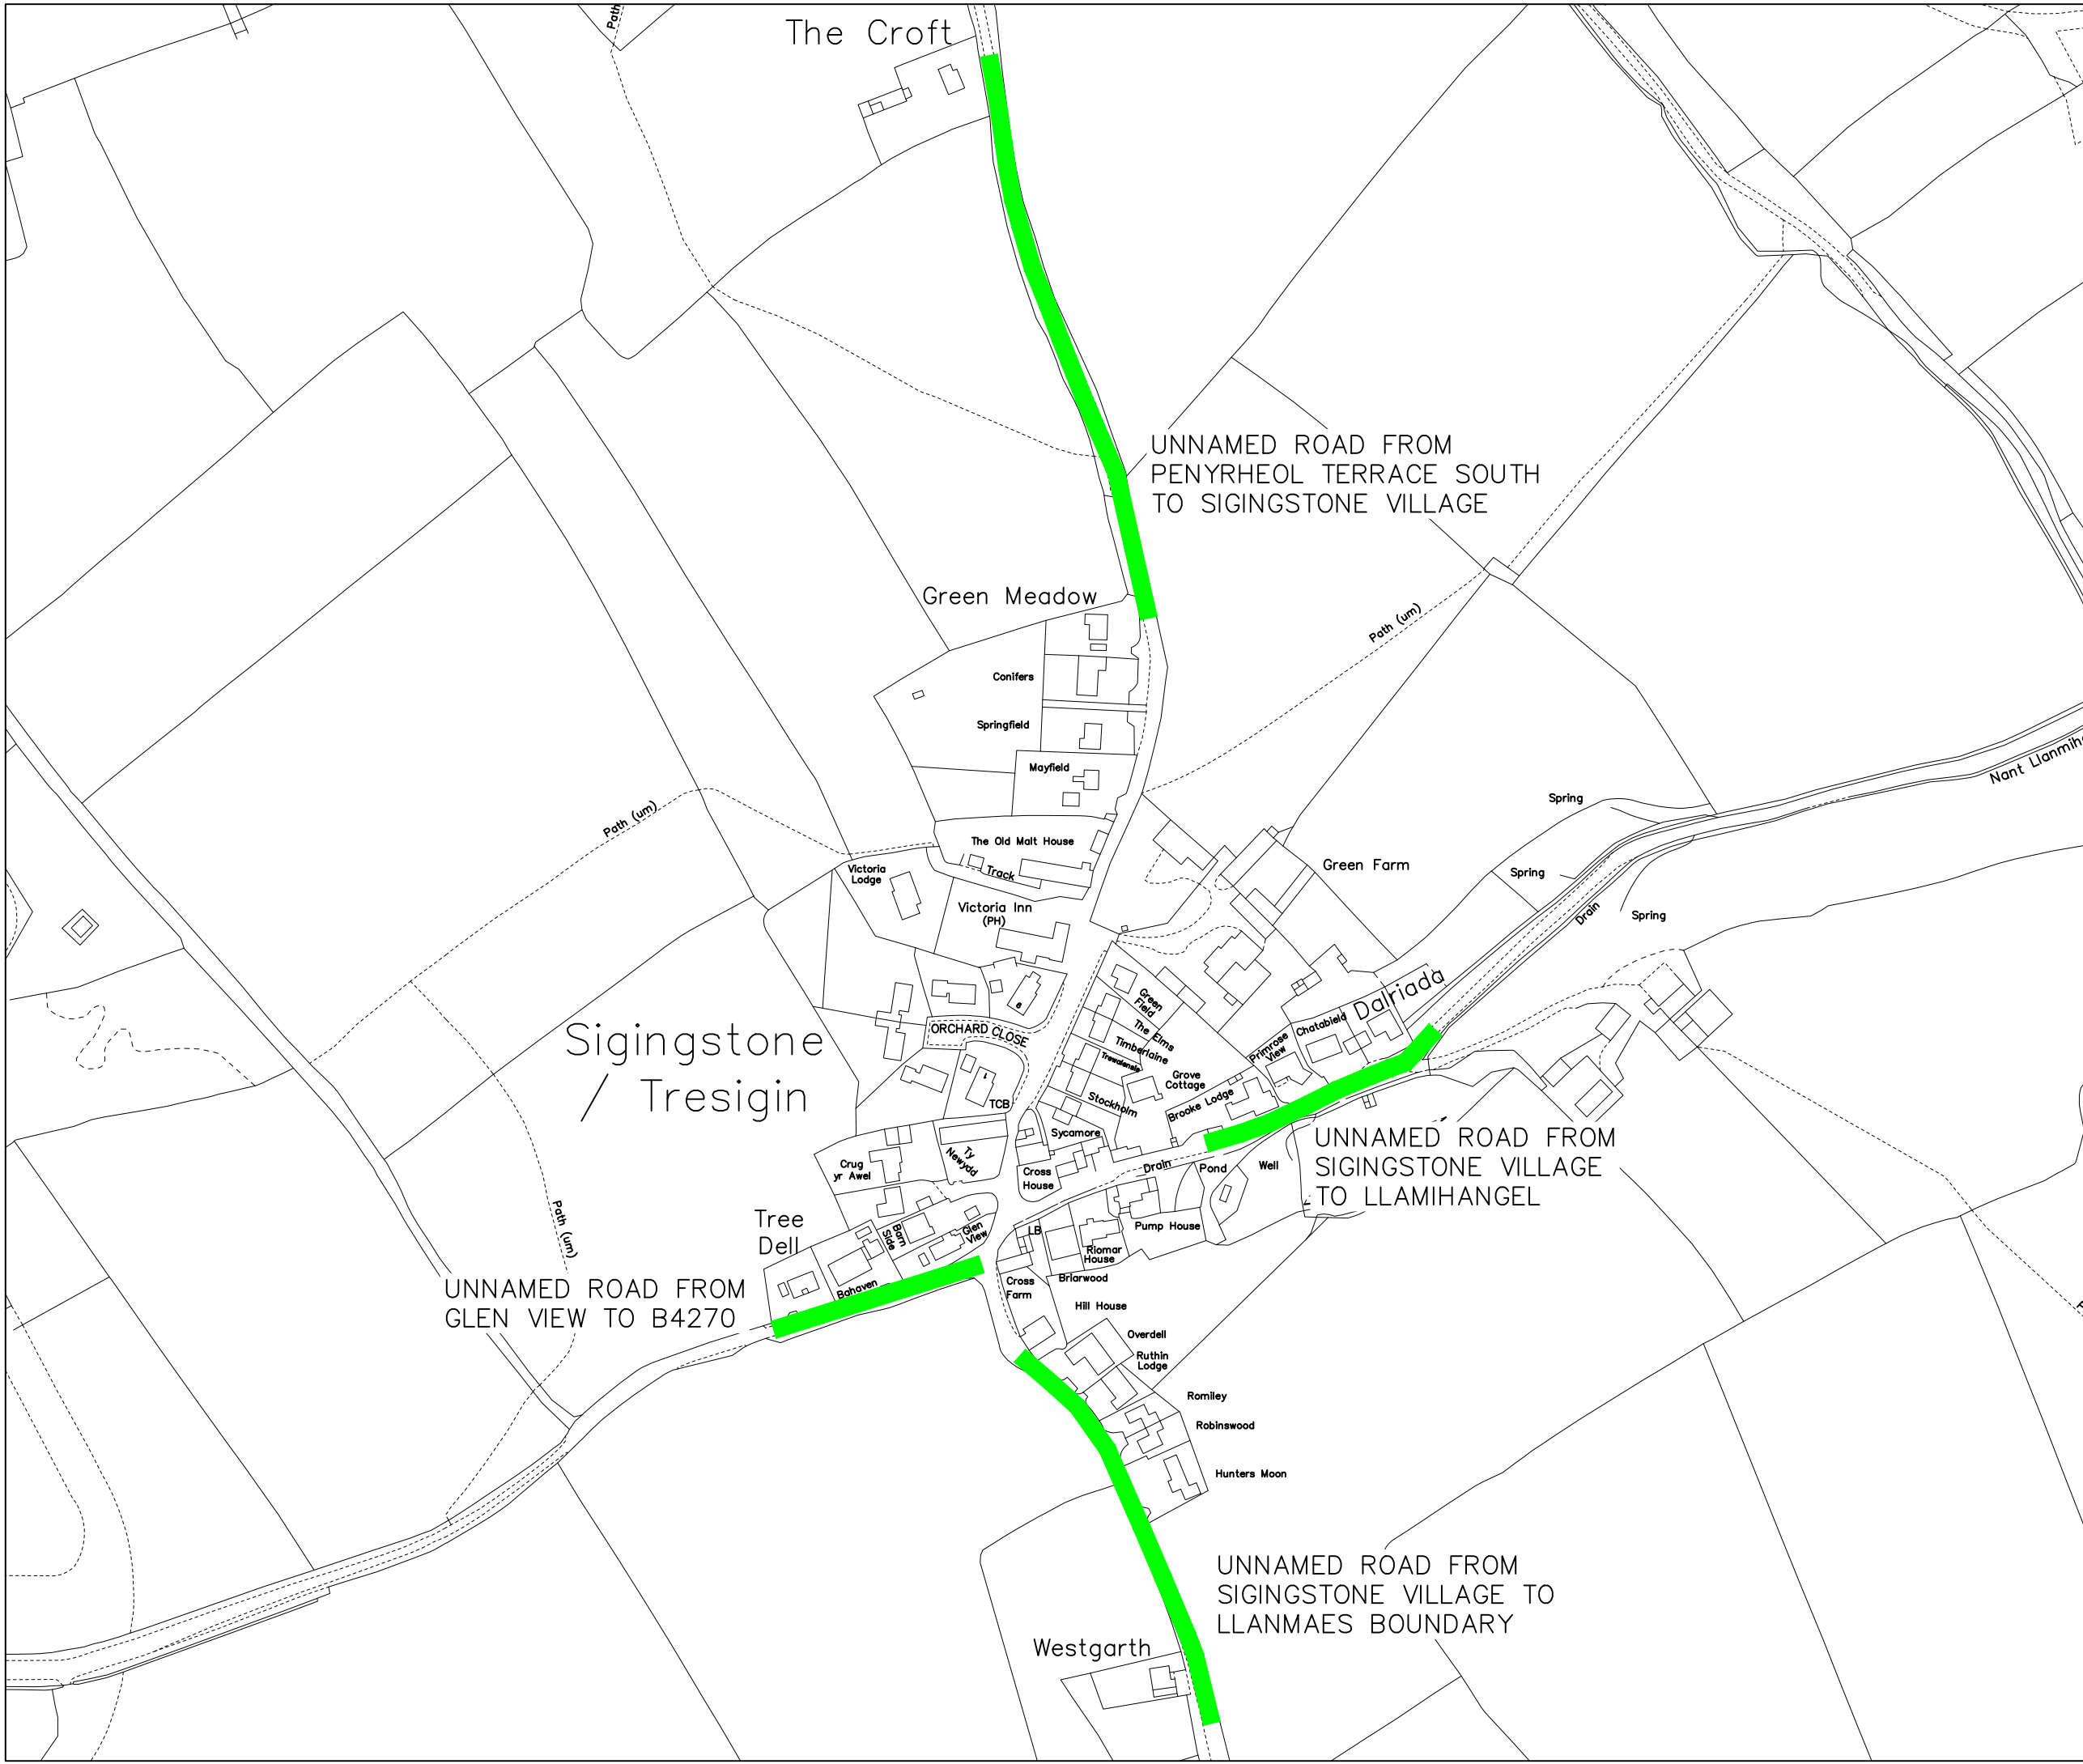 Path
The Croft
UNNAMED ROAD FROM
PENYRHEOL TERRACE SOUTH
TO SIGINGSTONE VILLAGE
Green Meadow
Path (um)
Conifers
Springfield
Mayfield
Nant Llanmiha
Spring
Path (um)
The Old Malt House
Track
Victoria
Lodge
Green Farm
Spring
Victoria Inn
(PH)
Drain
Spring
Green
Field
6
Dalriada
Sigingstone
/ Tresigin
ORCHARD CLOSE
The Elms
Timberlaine
Trewalensia
Chatabield
Primrose
View
Grove
Cottage
1
TCB
Stockholm
Brooke Lodge
Sycamore
Ty
Newydd
Cross
House
Crug
yr Awel
Drain
Pond
Well
UNNAMED ROAD FROM
SIGINGSTONE VILLAGE
TO LLAMIHANGEL
Path (um)
Tree
Dell
Barn
Side
Glen
View
LB
Pump House
Riomar
House
Briarwood
Bahaven
Cross
Farm
UNNAMED ROAD FROM
GLEN VIEW TO B4270
Hill House
Overdell
Ruthin
Lodge
Romiley
Robinswood
Hunters Moon
UNNAMED ROAD FROM
SIGINGSTONE VILLAGE TO
LLANMAES BOUNDARY
Westgarth